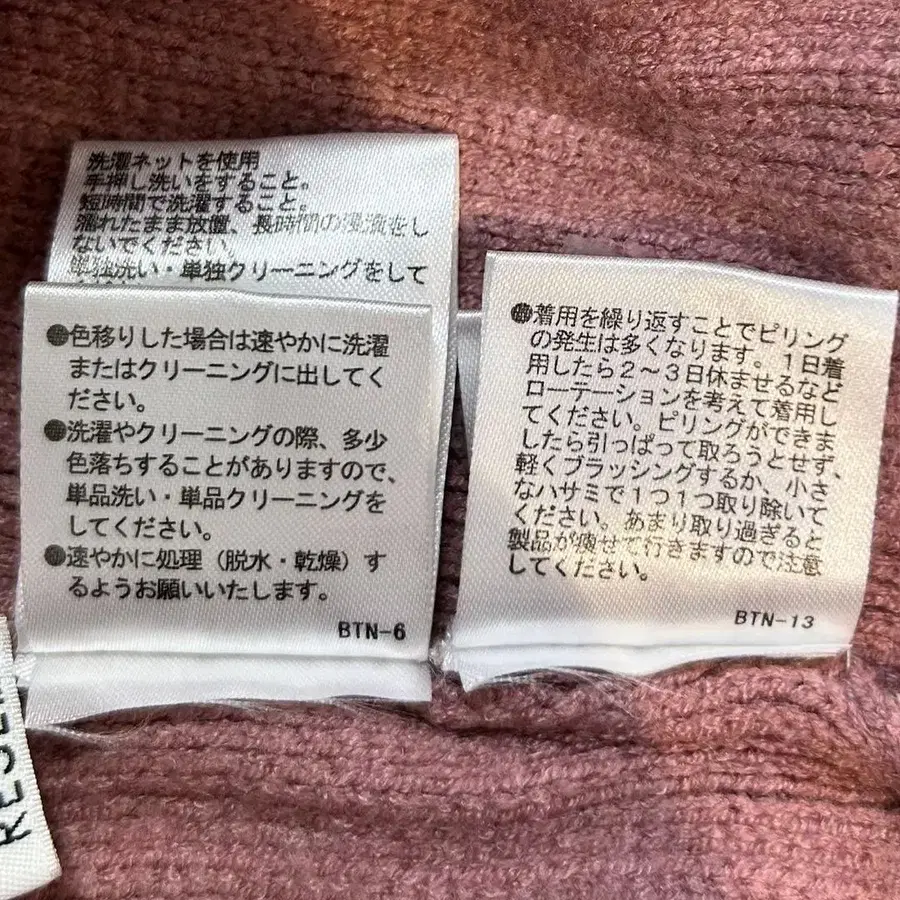 洗濯ネットを使用
手押し洗いをすること。
短時間で洗濯すること。
濡れたまま放置、長時間の浸漬をし
ないでください。
単独洗い・単独クリーニングをして
●色移りした場合は速やかに洗濯
またはクリーニングに出してく
ださい。
●洗濯やクリーニングの際、多少
色落ちすることがありますので、
単品洗い・単品クリーニングを
してください。
●速やかに処理（脱水・乾燥）す
るようお願いいたします。
BTN-6
●着用を繰り返すことでピリング
の発生は多くなります。1日着
用したら2～3日休ませるなど
ローテーションを考えて着用し
てください。ピリングができま
したら引っぱって取ろうとせず、
軽くブラッシングするか、小さ
なハサミで1つ1つ取り除いて
ください。あまり取り過ぎると
製品が痩せて行きますので注意
してください。
BTN-13